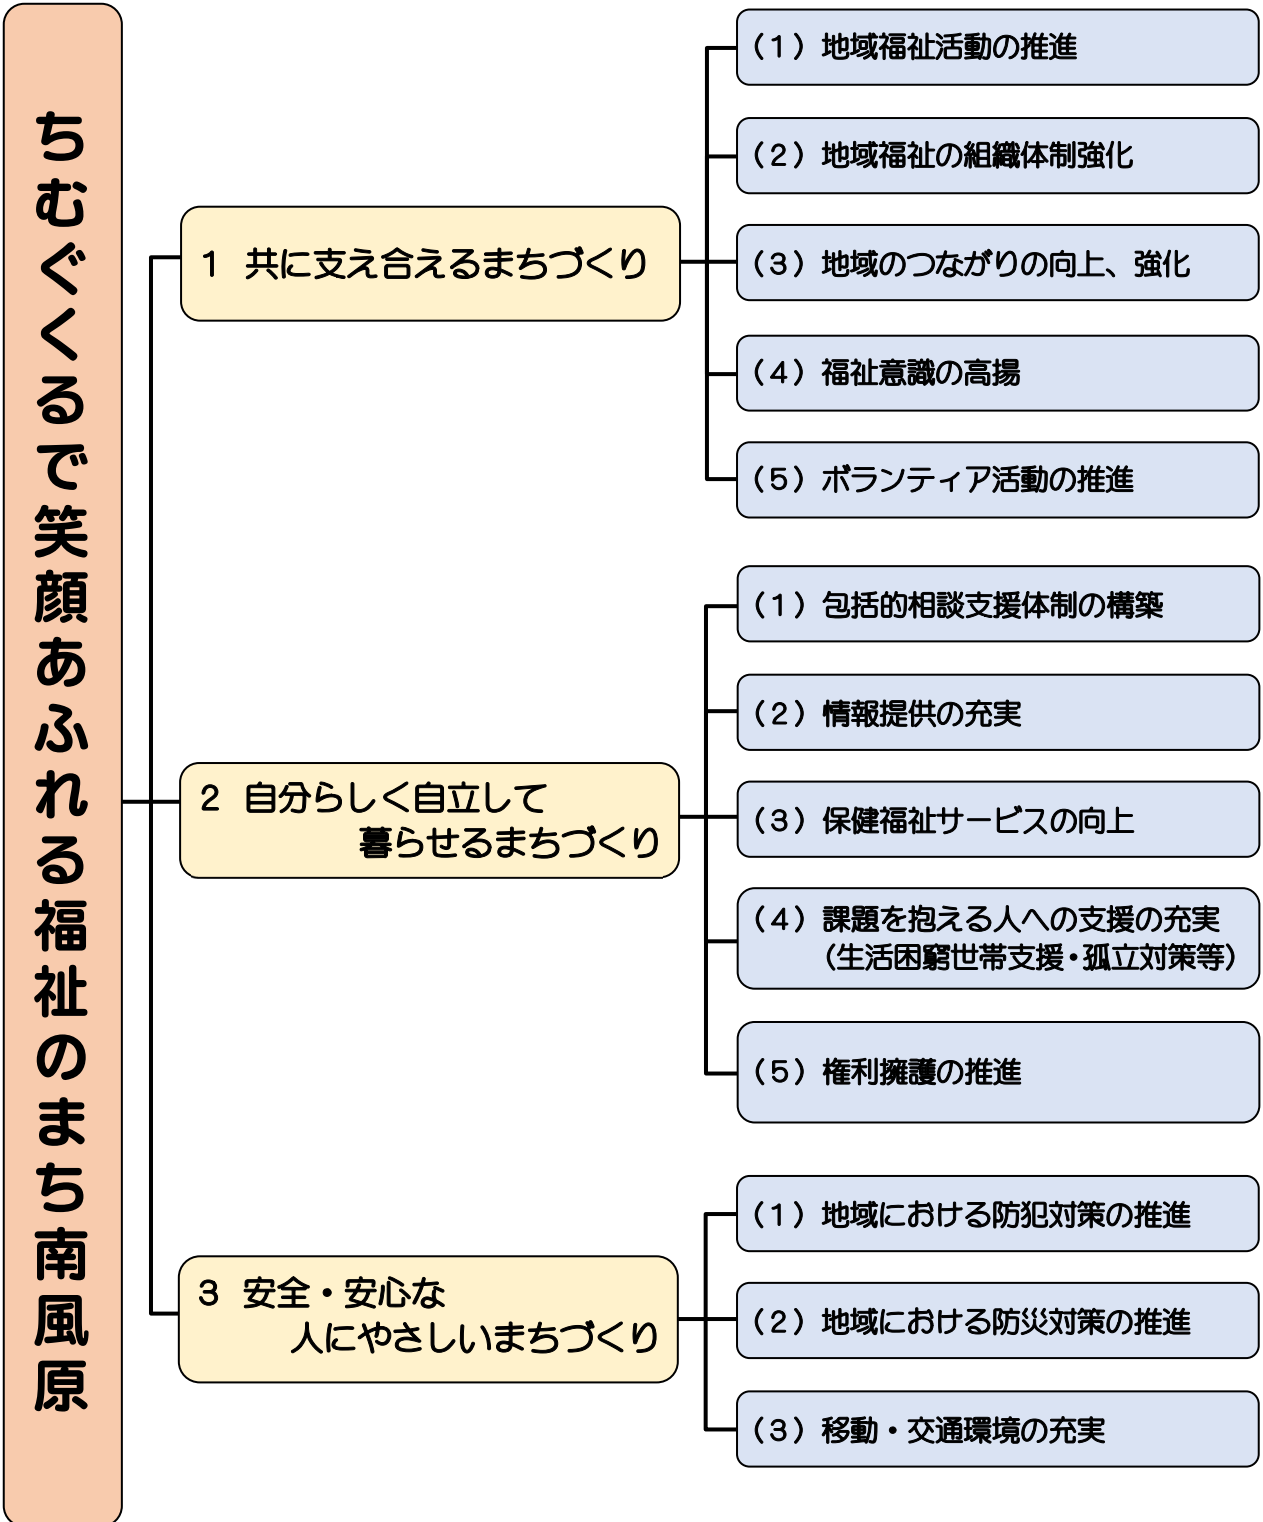 ちむぐくるで笑顔あふれる福祉のまち南風原
１ 共に支え合えるまちづくり
（１）地域福祉活動の推進
（２）地域福祉の組織体制強化
（３）地域のつながりの向上、強化
（４）福祉意識の高揚
（５）ボランティア活動の推進
２ 自分らしく自立して
暮らせるまちづくり
（１）包括的相談支援体制の構築
（２）情報提供の充実
（３）保健福祉サービスの向上
（４）課題を抱える人への支援の充実
（生活困窮世帯支援・孤立対策等）
（５）権利擁護の推進
３ 安全・安心な
人にやさしいまちづくり
（１）地域における防犯対策の推進
（２）地域における防災対策の推進
（３）移動・交通環境の充実